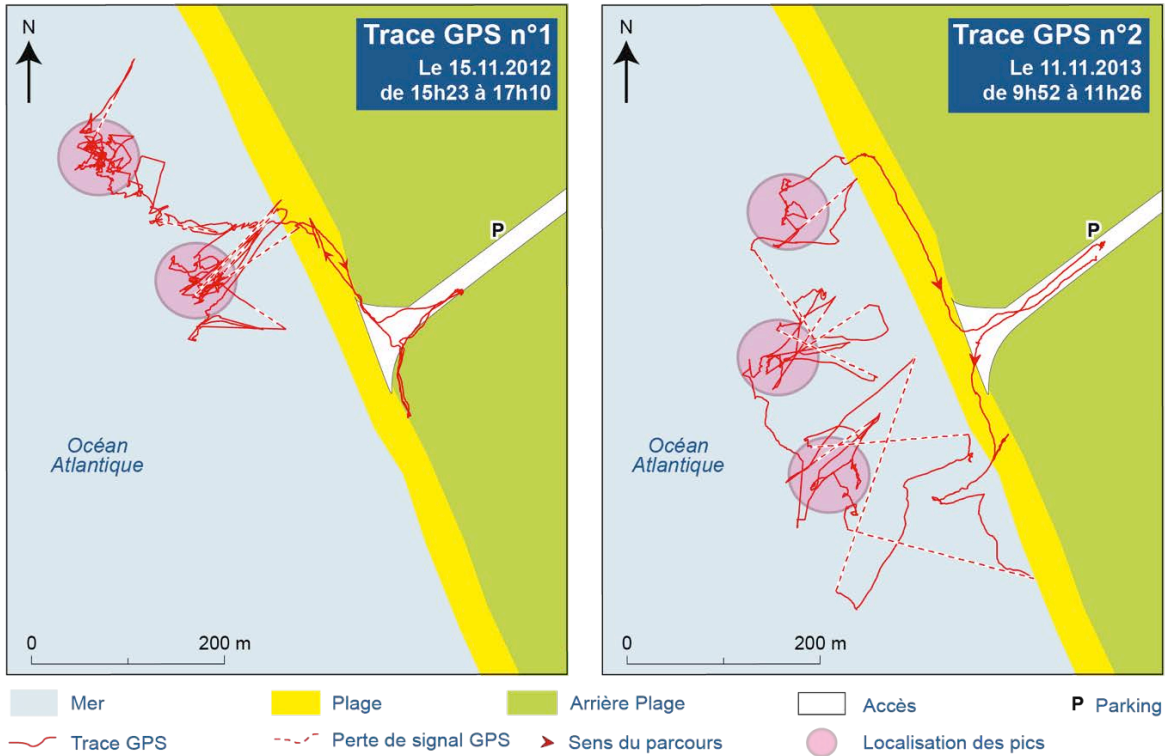 N
Trace GPS n°1
Le 15.11.2012
de 15h23 à 17h10
P
Océan
Atlantique
0 200 m
N
Trace GPS n°2
Le 11.11.2013
de 9h52 à 11h26
P
Océan
Atlantique
0 200 m
Mer Plage Arrière Plage Accès P Parking
Trace GPS Perte de signal GPS Sens du parcours Localisation des pics